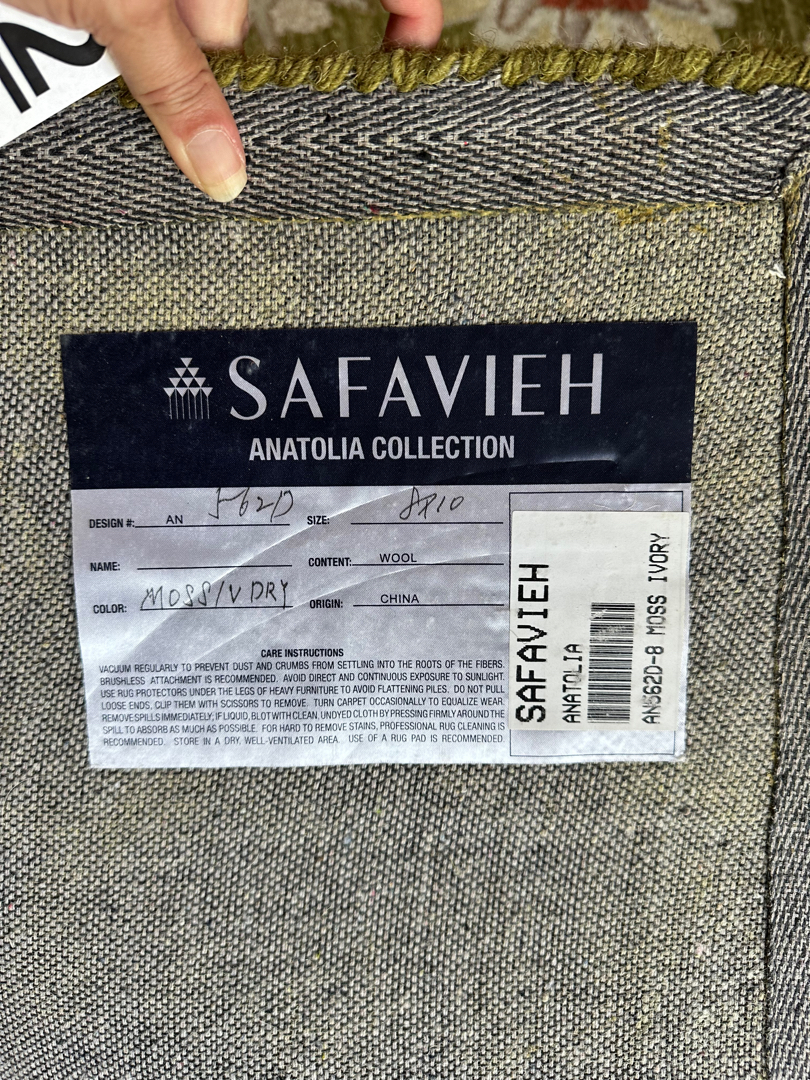 SAFAVIEH
ANATOLIA COLLECTION
DESIGN #: AN 562D SIZE: 8x10
NAME: CONTENT: WOOL
COLOR: MOSS/IVORY ORIGIN: CHINA
CARE INSTRUCTIONS
VACUUM REGULARLY TO PREVENT DUST AND CRUMBS FROM SETTLING INTO THE ROOTS OF THE FIBERS.
BRUSHLESS ATTACHMENT IS RECOMMENDED. AVOID DIRECT AND CONTINUOUS EXPOSURE TO SUNLIGHT.
USE RUG PROTECTORS UNDER THE LEGS OF HEAVY FURNITURE TO AVOID FLATTENING PILES. DO NOT PULL
LOOSE ENDS, CLIP THEM WITH SCISSORS TO REMOVE. TURN CARPET OCCASIONALLY TO EQUALIZE WEAR.
REMOVE SPILLS IMMEDIATELY; IF LIQUID, BLOT WITH CLEAN, UNDYED CLOTH BY PRESSING FIRMLY AROUND THE
SPILL TO ABSORB AS MUCH AS POSSIBLE. FOR HARD TO REMOVE STAINS, PROFESSIONAL RUG CLEANING IS
RECOMMENDED. STORE IN A DRY, WELL-VENTILATED AREA. USE OF A RUG PAD IS RECOMMENDED.
SAFAVIEH
ANATOLIA
AN562D-8 MOSS IVORY